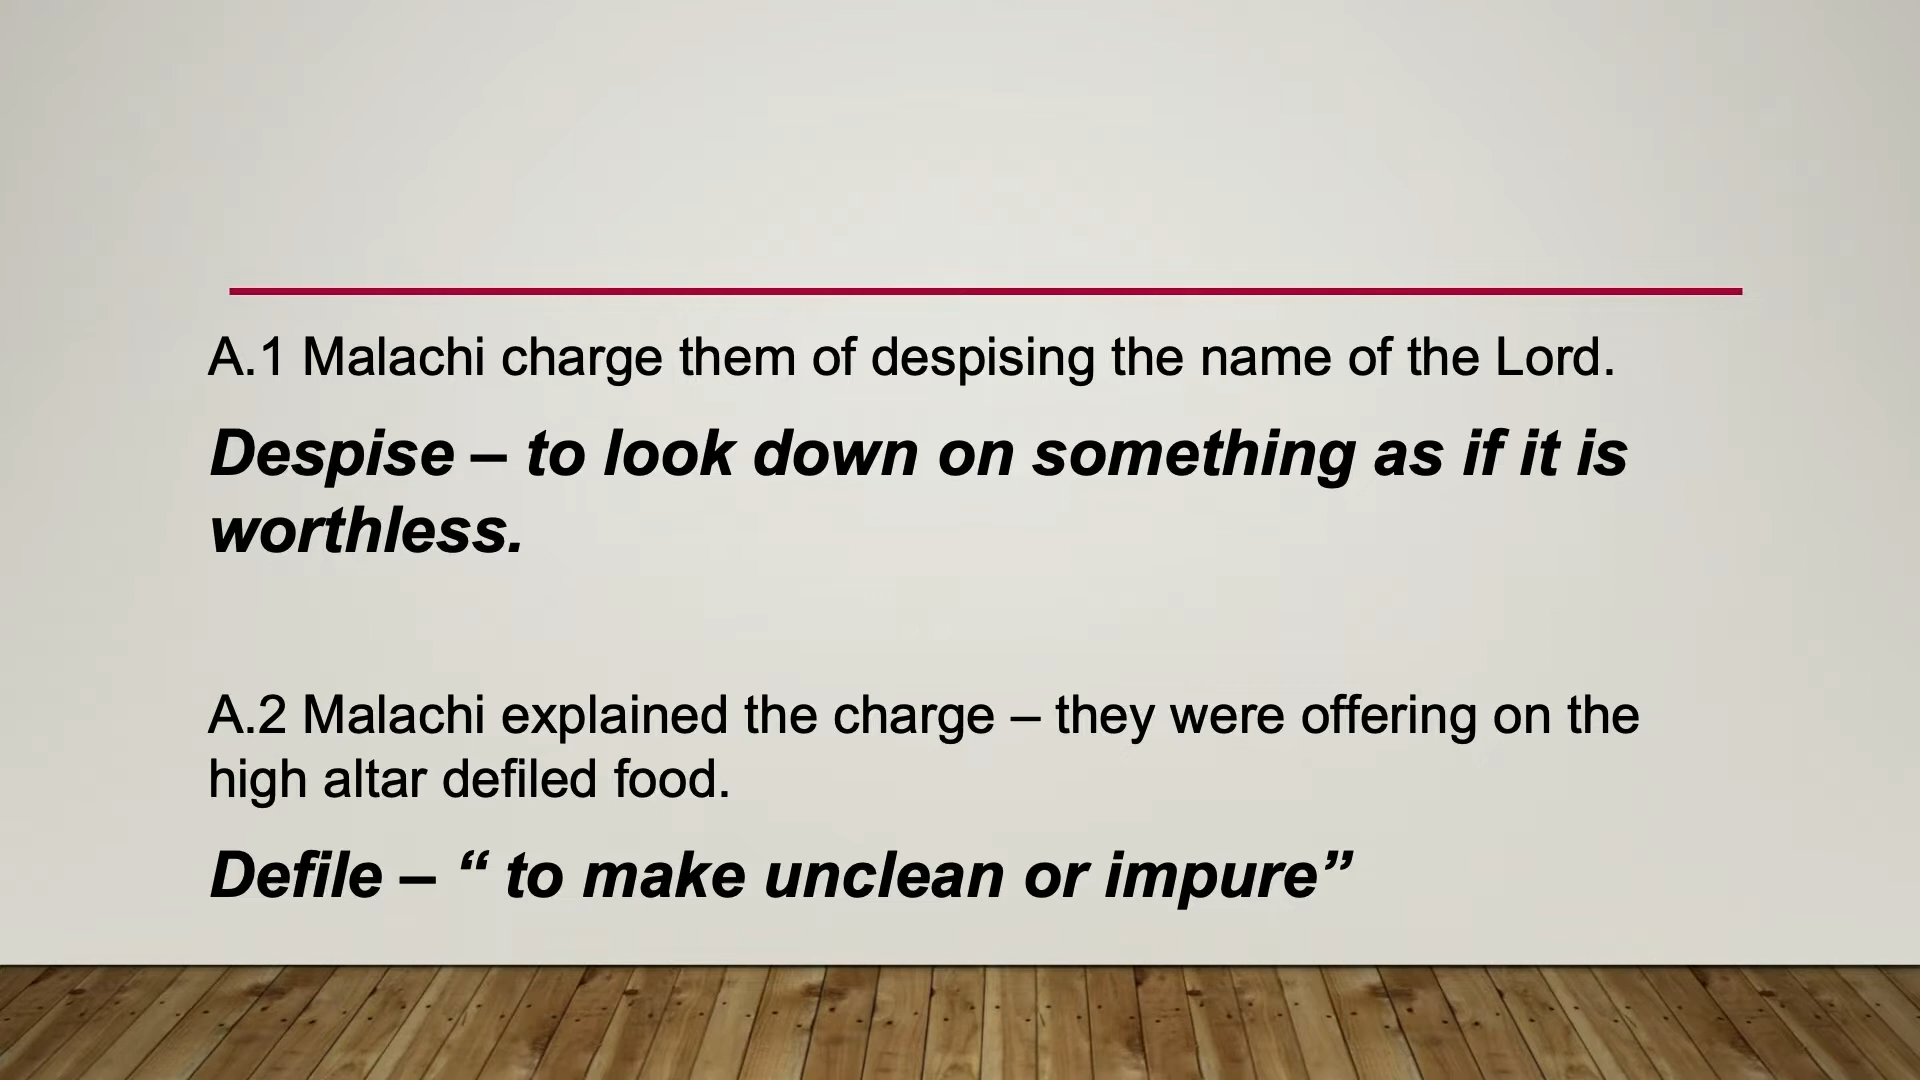 A.1 Malachi charge them of despising the name of the Lord.
Despise – to look down on something as if it is
worthless.
A.2 Malachi explained the charge – they were offering on the
high altar defiled food.
Defile – “ to make unclean or impure”